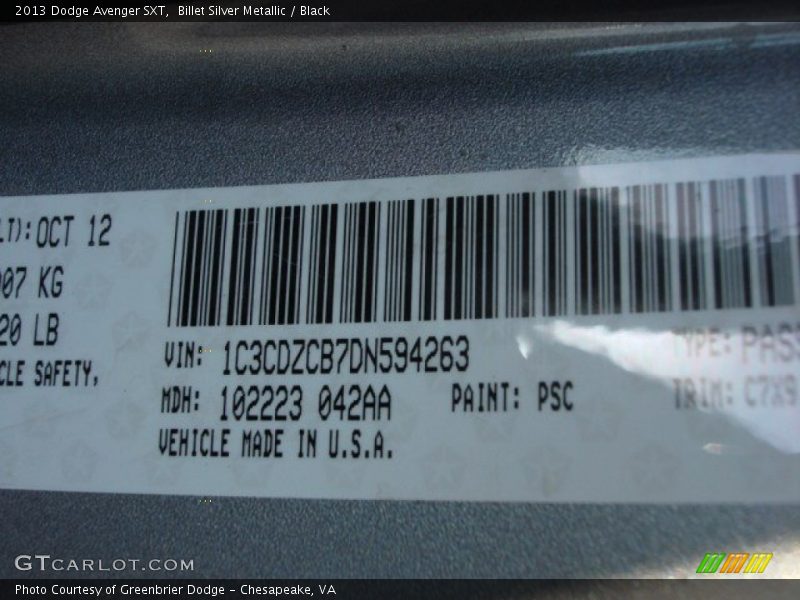 2013 Dodge Avenger SXT,  Billet Silver Metallic / Black
LT): OCT 12
007 KG
20 LB
CLE SAFETY,
VIN: 1C3CDZCB7DN594263
MDH: 102223 042AA PAINT: PSC
VEHICLE MADE IN U.S.A.
TYPE: PASS
TRIM: C7X9
GTCARLOT.COM
Photo Courtesy of Greenbrier Dodge - Chesapeake, VA